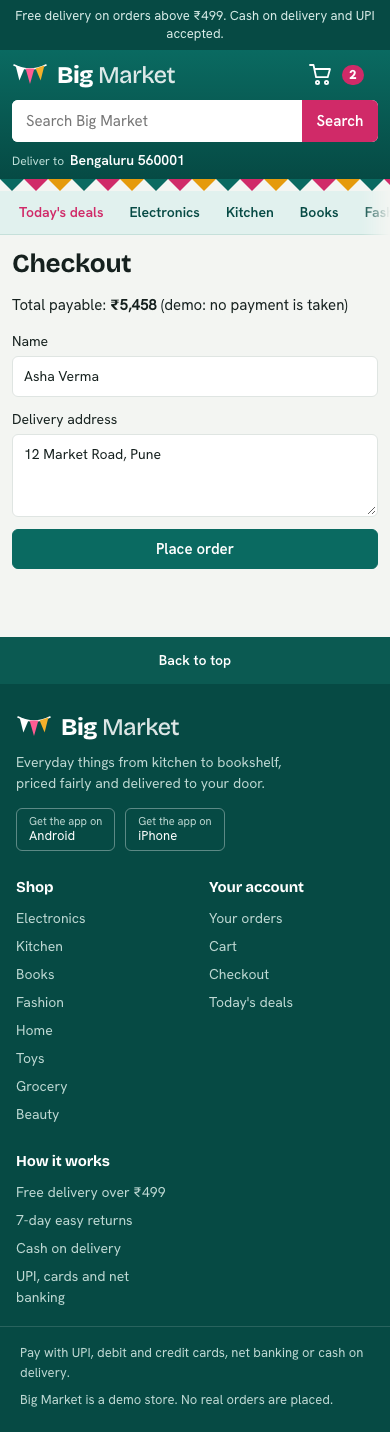 Free delivery on orders above ₹499. Cash on delivery and UPI
accepted.
Big Market
2
Search Big Market
Search
Deliver to Bengaluru 560001
Today's deals Electronics Kitchen Books Fas
Checkout
Total payable: ₹5,458 (demo: no payment is taken)
Name
Asha Verma
Delivery address
12 Market Road, Pune
Place order
Back to top
Big Market
Everyday things from kitchen to bookshelf,
priced fairly and delivered to your door.
Get the app on
Android
Get the app on
iPhone
Shop
Electronics
Kitchen
Books
Fashion
Home
Toys
Grocery
Beauty
Your account
Your orders
Cart
Checkout
Today's deals
How it works
Free delivery over ₹499
7-day easy returns
Cash on delivery
UPI, cards and net
banking
Pay with UPI, debit and credit cards, net banking or cash on
delivery.
Big Market is a demo store. No real orders are placed.